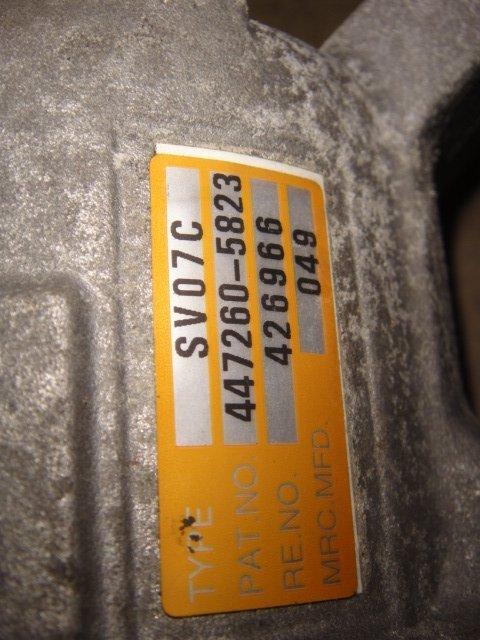 TYPE SV07C
PAT.NO. 447260-5823
RE.NO. 426966
MRC.MFD. 049